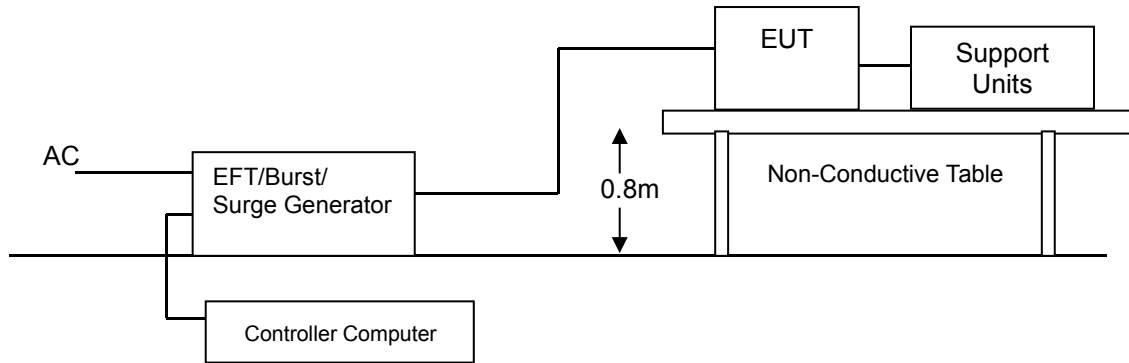 EUT
Support
Units
AC
EFT/Burst/
Surge Generator
0.8m
Non-Conductive Table
Controller Computer